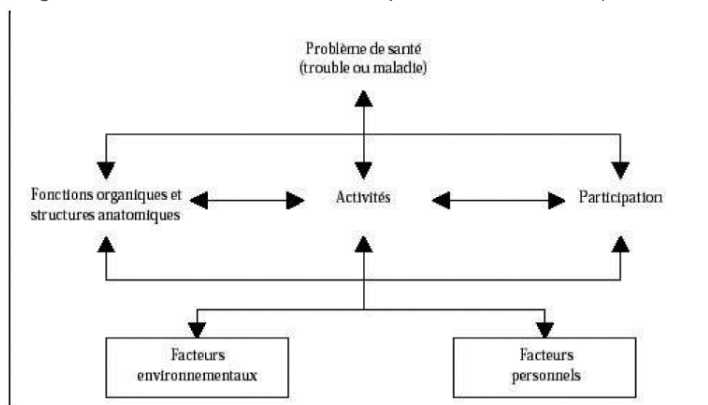 Problème de santé
(trouble ou maladie)
Fonctions organiques et
structures anatomiques
Activités
Participation
Facteurs
environnementaux
Facteurs
personnels